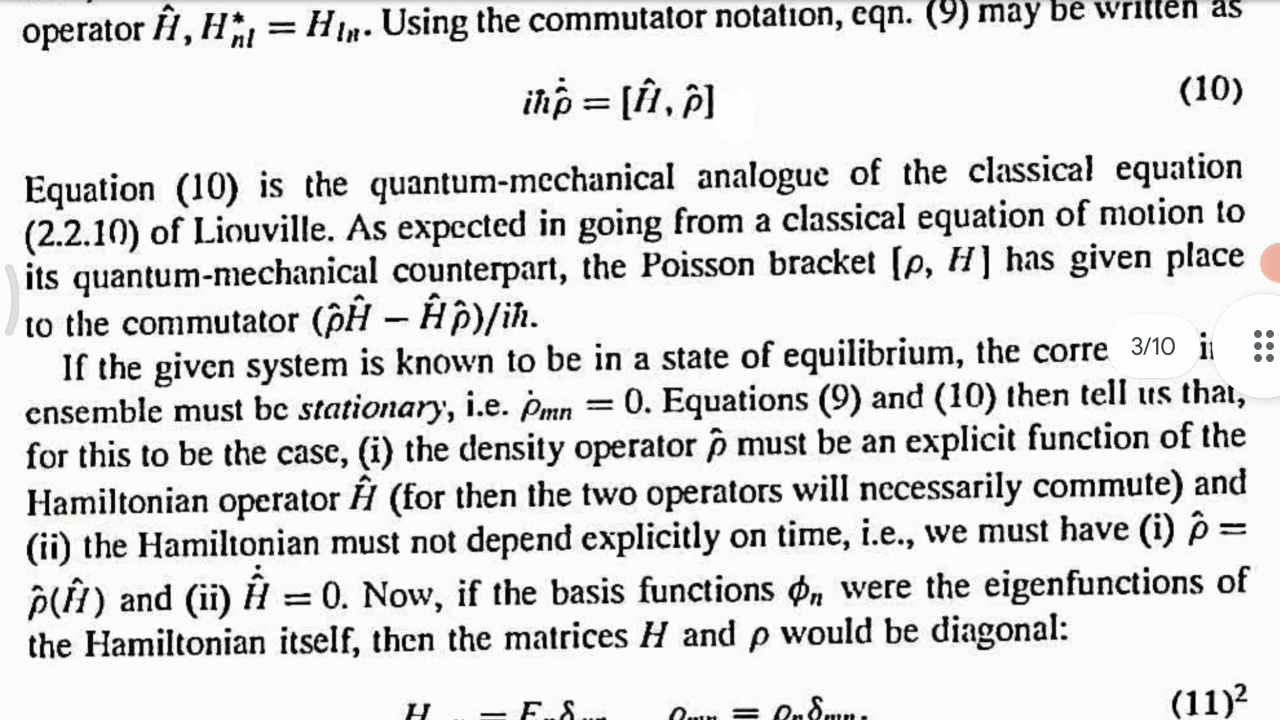 operator Ĥ, H*ₙₗ = Hₗₙ. Using the commutator notation, eqn. (9) may be written as
iħρ̂̇ = [Ĥ, ρ̂] (10)
Equation (10) is the quantum-mechanical analogue of the classical equation
(2.2.10) of Liouville. As expected in going from a classical equation of motion to
its quantum-mechanical counterpart, the Poisson bracket [ρ, H] has given place
to the commutator (ρ̂Ĥ − Ĥρ̂)/iħ.
If the given system is known to be in a state of equilibrium, the corre
3/10
ensemble must be stationary, i.e. ρ̇ₘₙ = 0. Equations (9) and (10) then tell us that,
for this to be the case, (i) the density operator ρ̂ must be an explicit function of the
Hamiltonian operator Ĥ (for then the two operators will necessarily commute) and
(ii) the Hamiltonian must not depend explicitly on time, i.e., we must have (i) ρ̂ =
ρ̂(Ĥ) and (ii) Ĥ̇ = 0. Now, if the basis functions ϕₙ were the eigenfunctions of
the Hamiltonian itself, then the matrices H and ρ would be diagonal:
(11)²